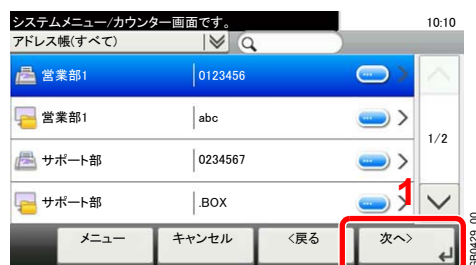 システムメニュー/カウンター画面です。 10:10
アドレス帳(すべて)
営業部1 0123456
営業部1 abc
1/2
サポート部 0234567
サポート部 .BOX
1
メニュー キャンセル <戻る 次へ>